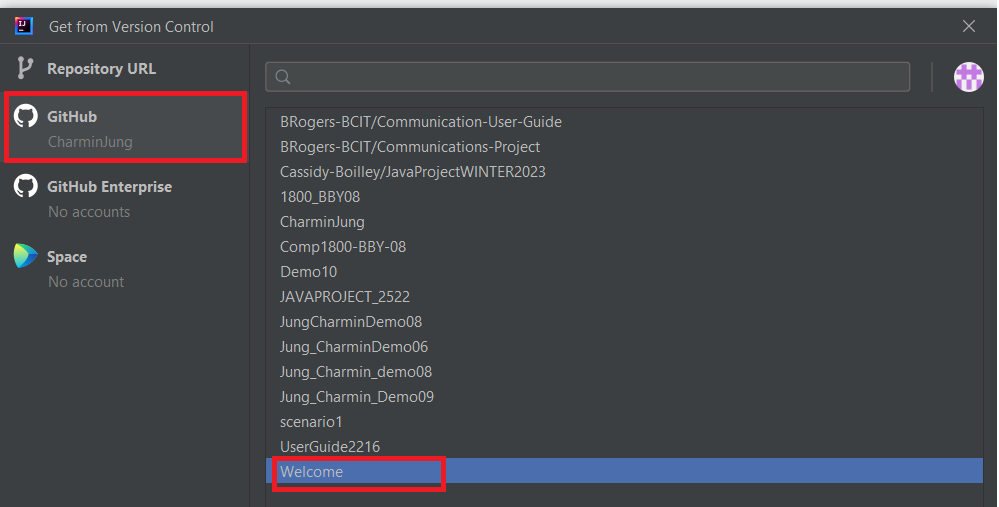 Get from Version Control
Repository URL
GitHub
CharminJung
GitHub Enterprise
No accounts
Space
No account
BRogers-BCIT/Communication-User-Guide
BRogers-BCIT/Communications-Project
Cassidy-Boilley/JavaProjectWINTER2023
1800_BBY08
CharminJung
Comp1800-BBY-08
Demo10
JAVAPROJECT_2522
JungCharminDemo08
Jung_CharminDemo06
Jung_Charmin_demo08
Jung_Charmin_Demo09
scenario1
UserGuide2216
Welcome